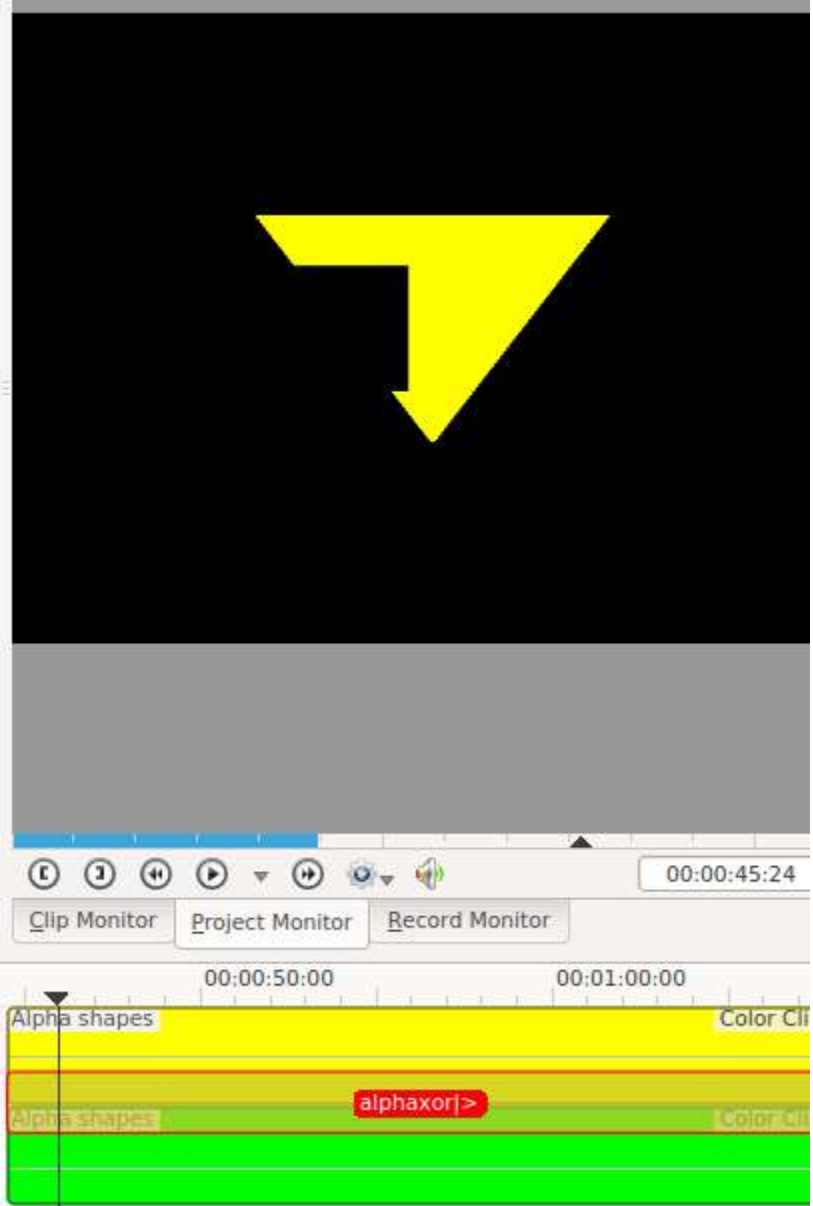 00:00:45:24
Clip Monitor Project Monitor Record Monitor
00:00:50:00 00:01:00:00
Alpha shapes Color Cli
alphaxor|>
Alpha shapes Color Cli